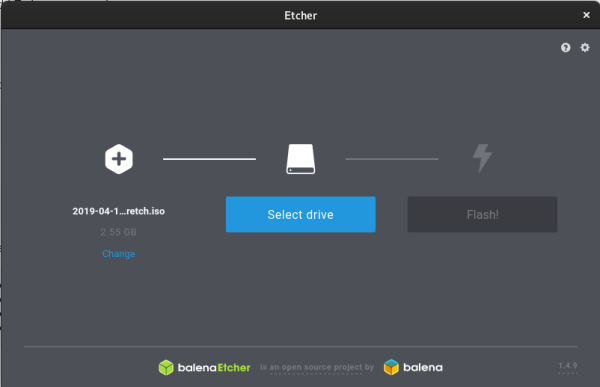 Etcher
2019-04-1...retch.iso
2.55 GB
Change
Select drive
Flash!
balenaEtcher is an open source project by balena
1.4.9